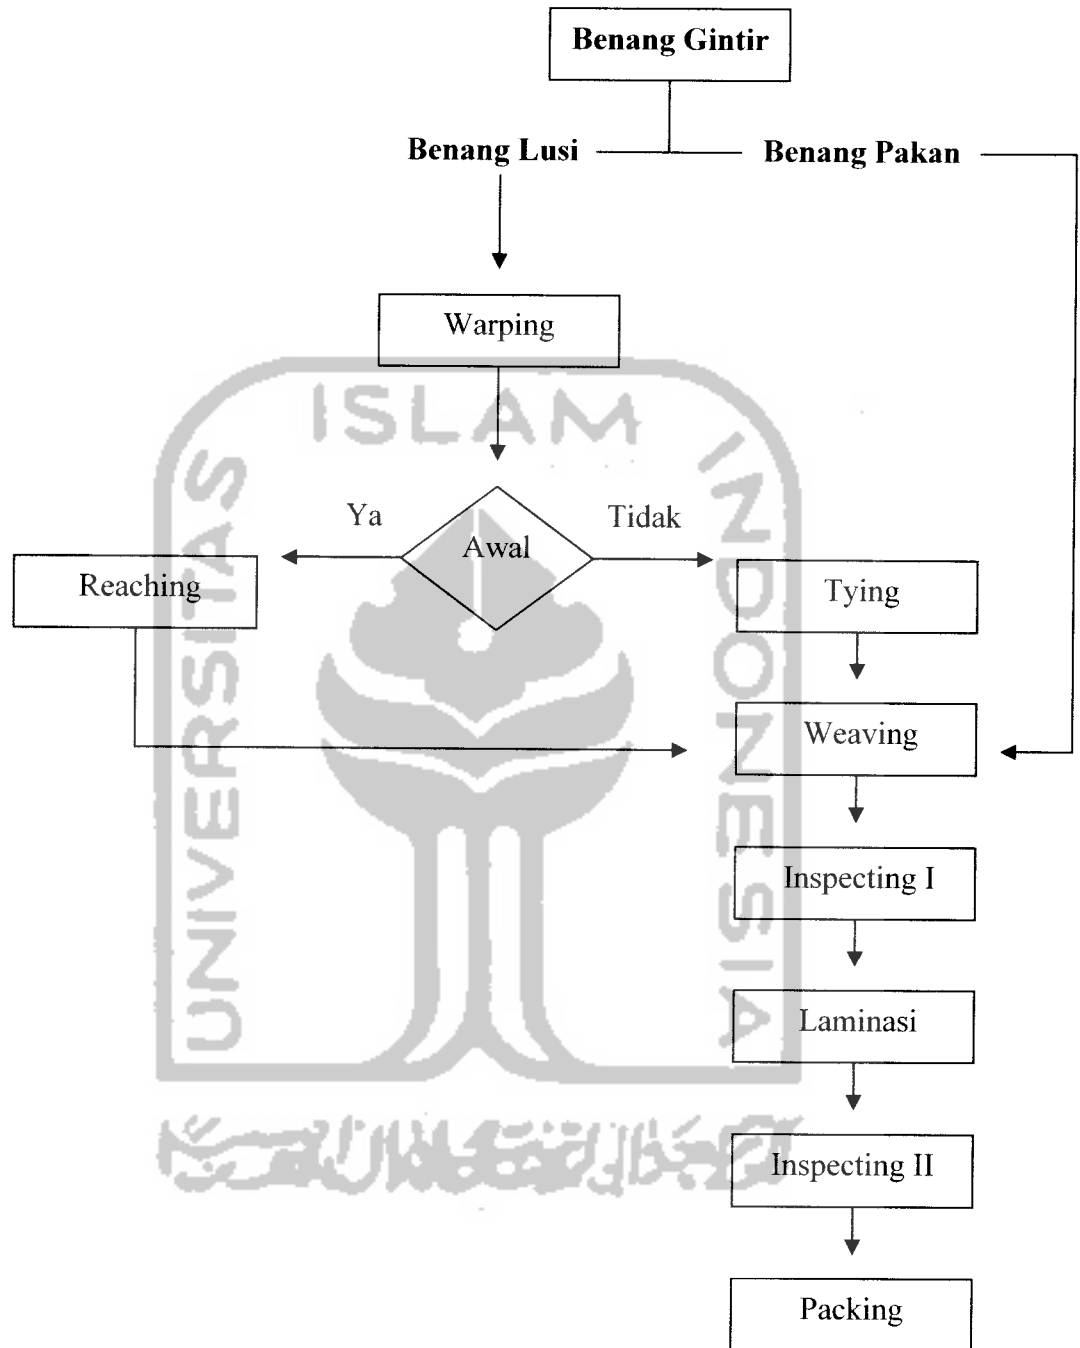 Benang Gintir
Benang Lusi
Benang Pakan
Warping
ISLAM
UNIVERSITAS
INDONESIA
Ya
Awal
Tidak
Reaching
Tying
Weaving
Inspecting I
Laminasi
Inspecting II
Packing